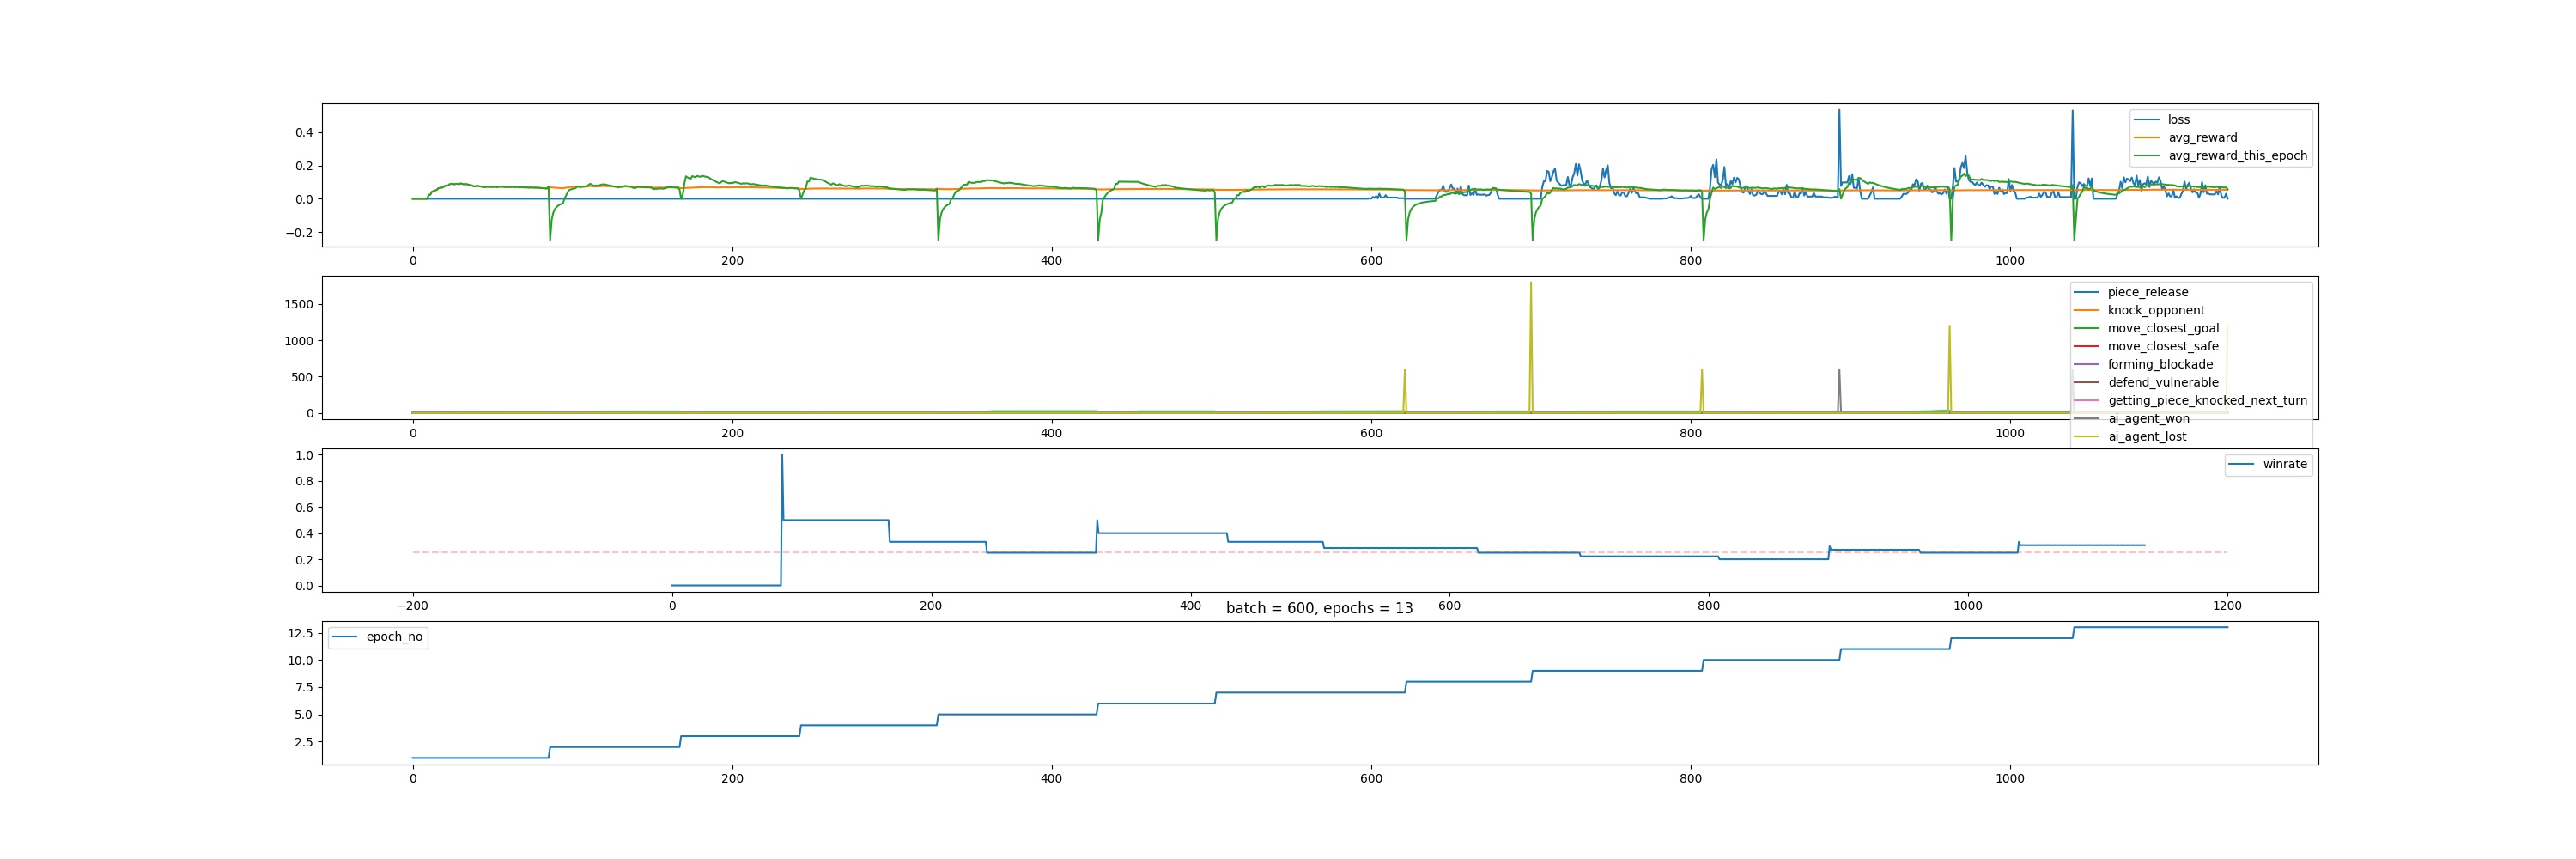 0.4
0.2
0.0
−0.2
loss
avg_reward
avg_reward_this_epoch
0 200 400 600 800 1000
1500
1000
500
0
piece_release
knock_opponent
move_closest_goal
move_closest_safe
forming_blockade
defend_vulnerable
getting_piece_knocked_next_turn
ai_agent_won
ai_agent_lost
0 200 400 600 800 1000
1.0
0.8
0.6
0.4
0.2
0.0
winrate
−200 0 200 400 600 800 1000 1200
batch = 600, epochs = 13
12.5
10.0
7.5
5.0
2.5
epoch_no
0 200 400 600 800 1000